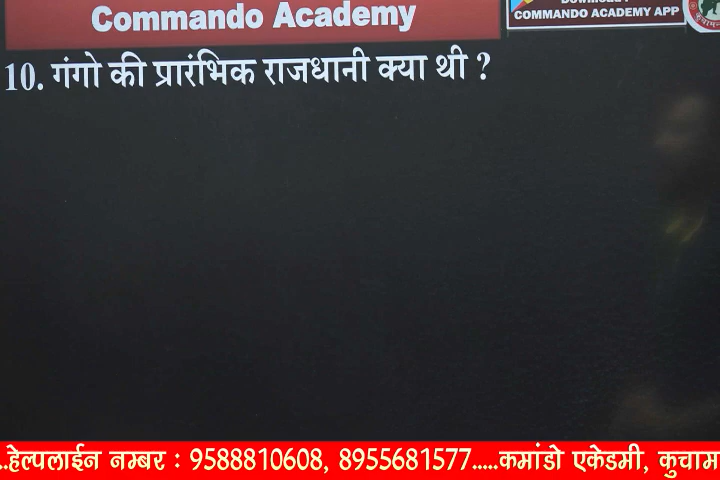 Commando Academy
COMMANDO ACADEMY APP
10. गंगो की प्रारंभिक राजधानी क्या थी ?
..हेल्पलाईन नम्बर : 9588810608, 8955681577.....कमांडो एकेडमी, कुचाम